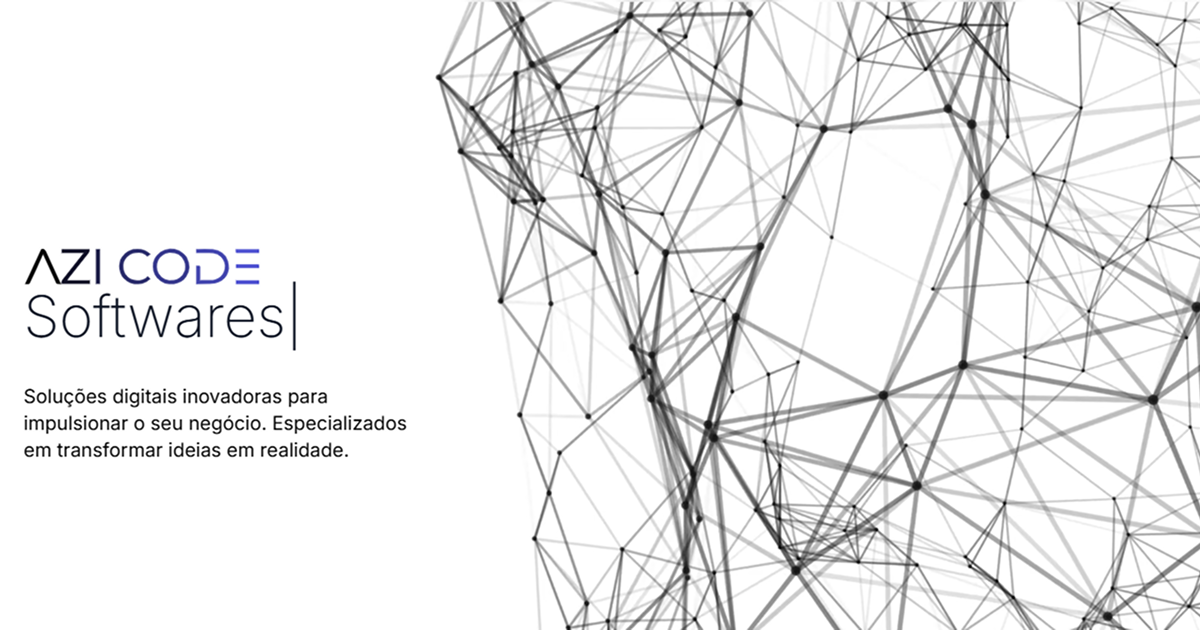 AZI CODE
Softwares|
Soluções digitais inovadoras para
impulsionar o seu negócio. Especializados
em transformar ideias em realidade.